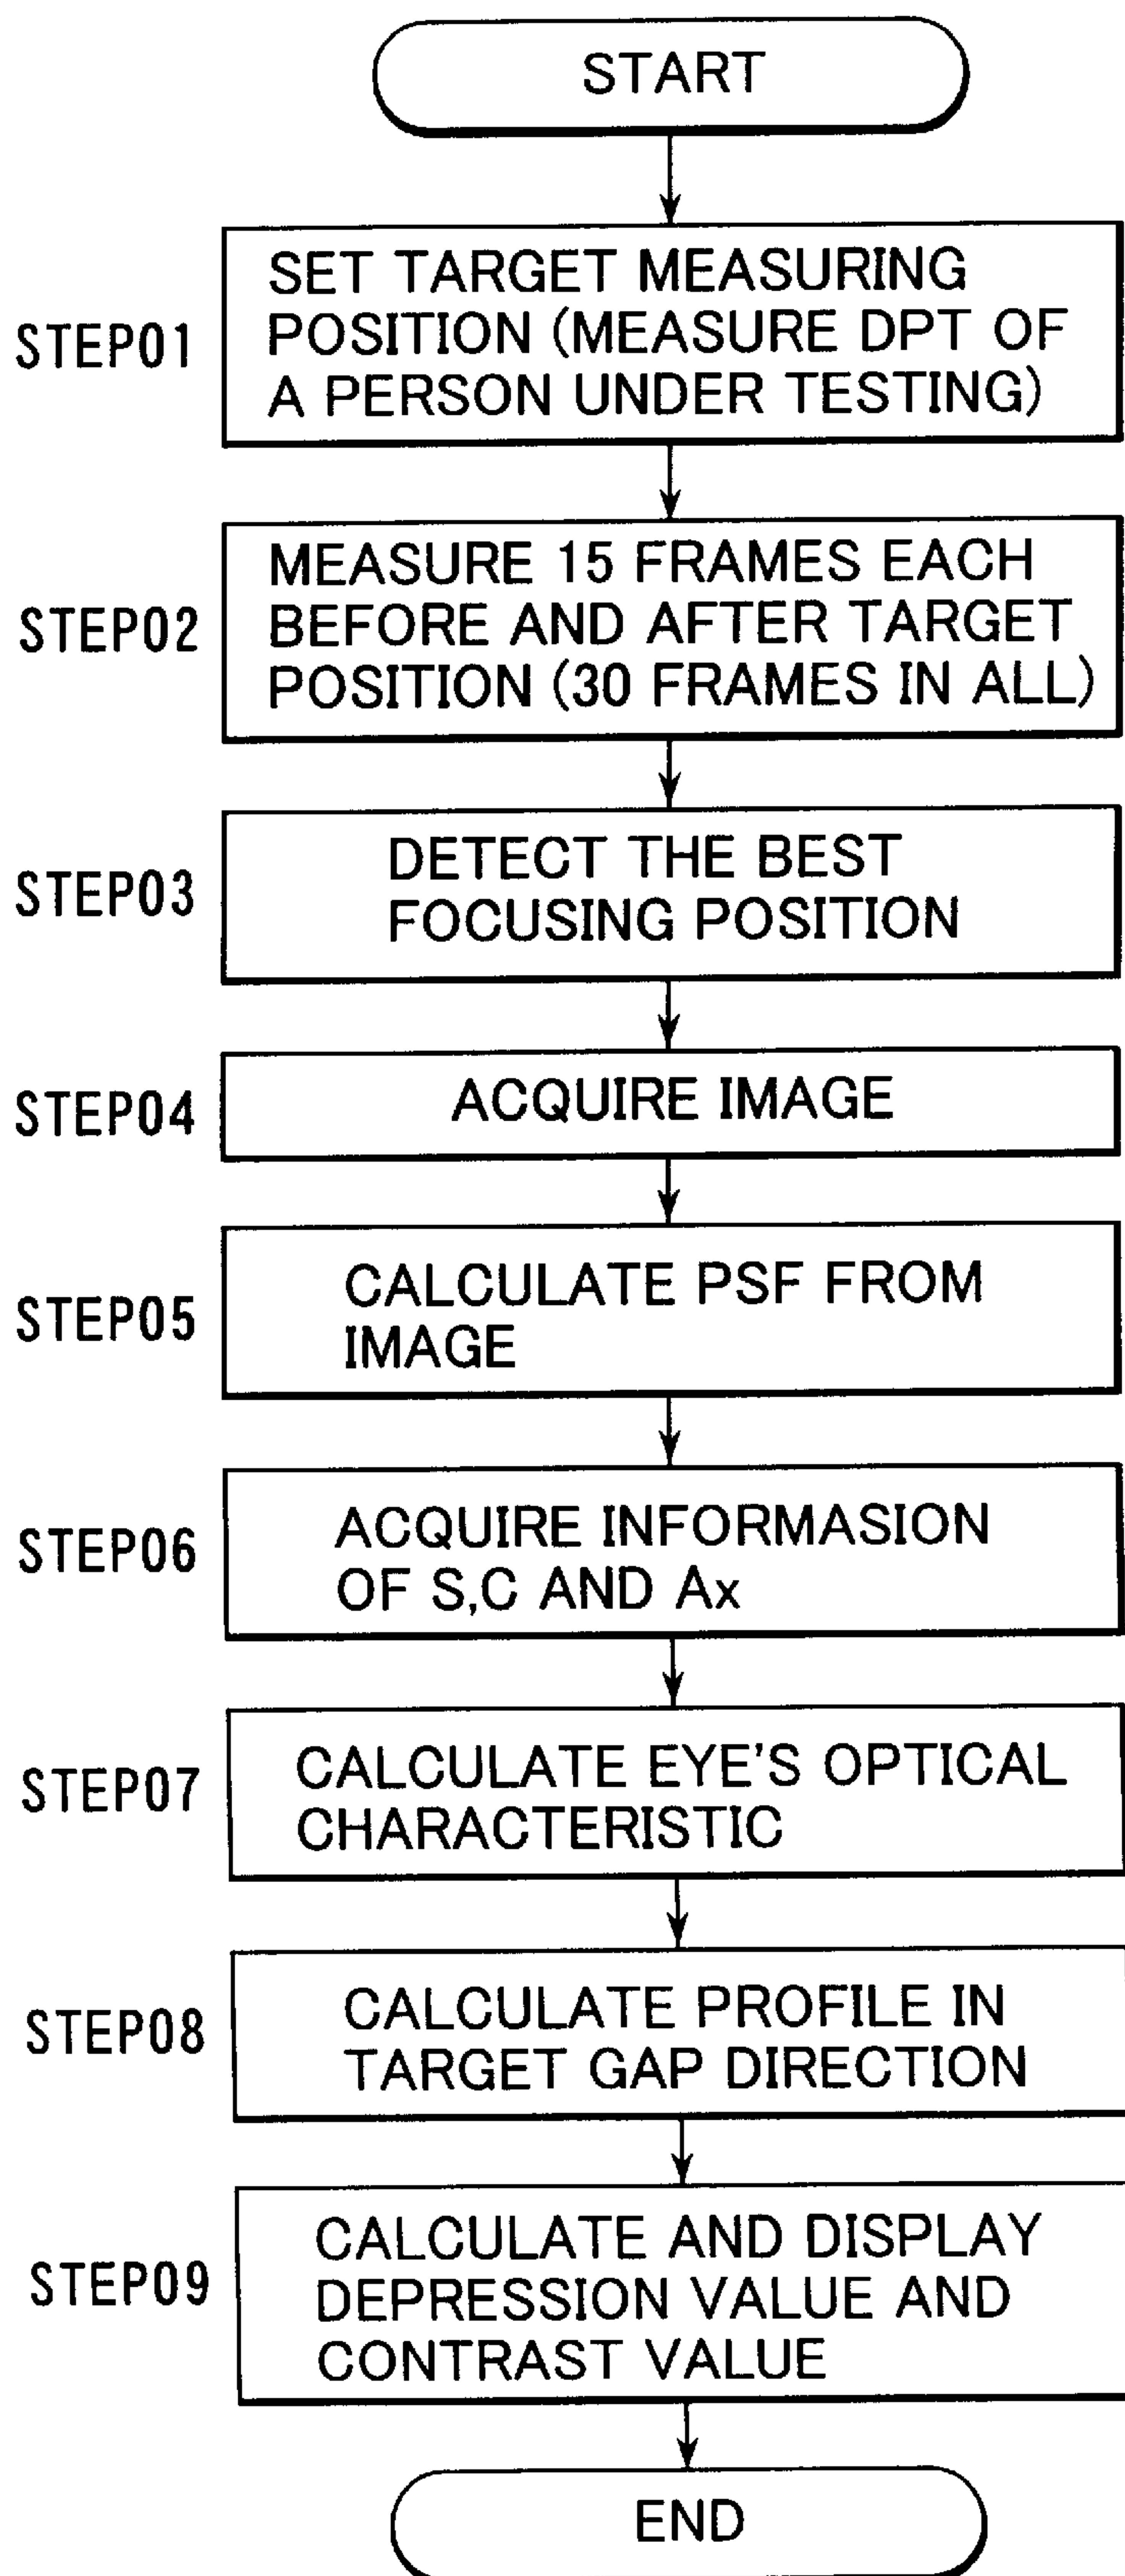 START
STEP01
SET TARGET MEASURING
POSITION (MEASURE DPT OF
A PERSON UNDER TESTING)
STEP02
MEASURE 15 FRAMES EACH
BEFORE AND AFTER TARGET
POSITION (30 FRAMES IN ALL)
STEP03
DETECT THE BEST
FOCUSING POSITION
STEP04
ACQUIRE IMAGE
STEP05
CALCULATE PSF FROM
IMAGE
STEP06
ACQUIRE INFORMASION
OF S,C AND Ax
STEP07
CALCULATE EYE'S OPTICAL
CHARACTERISTIC
STEP08
CALCULATE PROFILE IN
TARGET GAP DIRECTION
STEP09
CALCULATE AND DISPLAY
DEPRESSION VALUE AND
CONTRAST VALUE
END